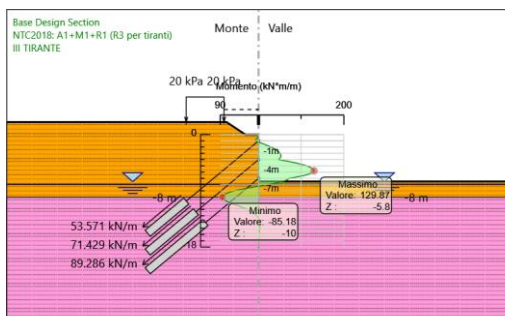 Base Design Section
NTC2018: A1+M1+R1 (R3 per tiranti)
III TIRANTE
Monte
Valle
20 kPa 20 kPa
Momento (kN*m/m)
90
200
0
-1m
-4m
-7m
-8 m
-8 m
Massimo
Valore: 129.87
Z : -5.8
Minimo
Valore: -85.18
Z : -10
53.571 kN/m
71.429 kN/m
89.286 kN/m
18